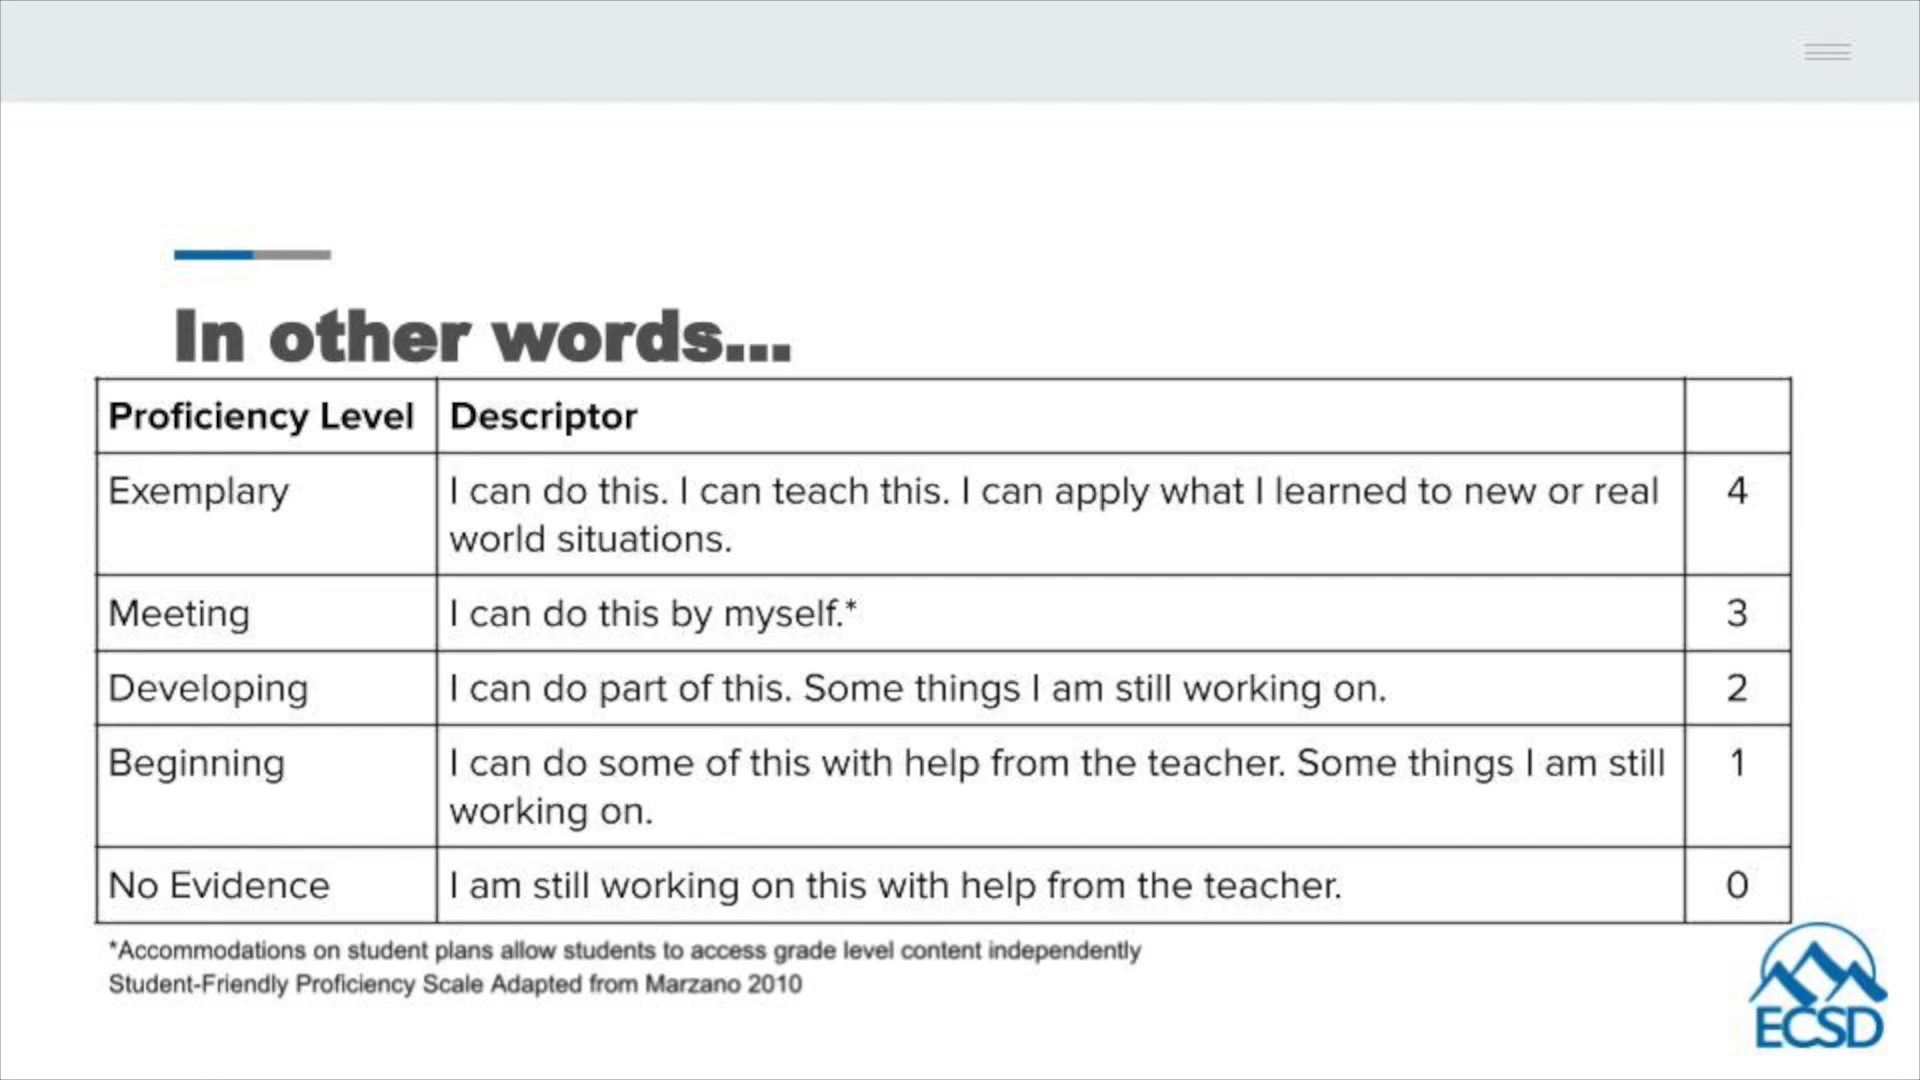 In other words...
Proficiency Level
Descriptor
Exemplary
I can do this. I can teach this. I can apply what I learned to new or real
world situations.
4
Meeting
I can do this by myself.*
3
Developing
I can do part of this. Some things I am still working on.
2
Beginning
I can do some of this with help from the teacher. Some things I am still
working on.
1
No Evidence
I am still working on this with help from the teacher.
0
*Accommodations on student plans allow students to access grade level content independently
Student-Friendly Proficiency Scale Adapted from Marzano 2010
ECSD